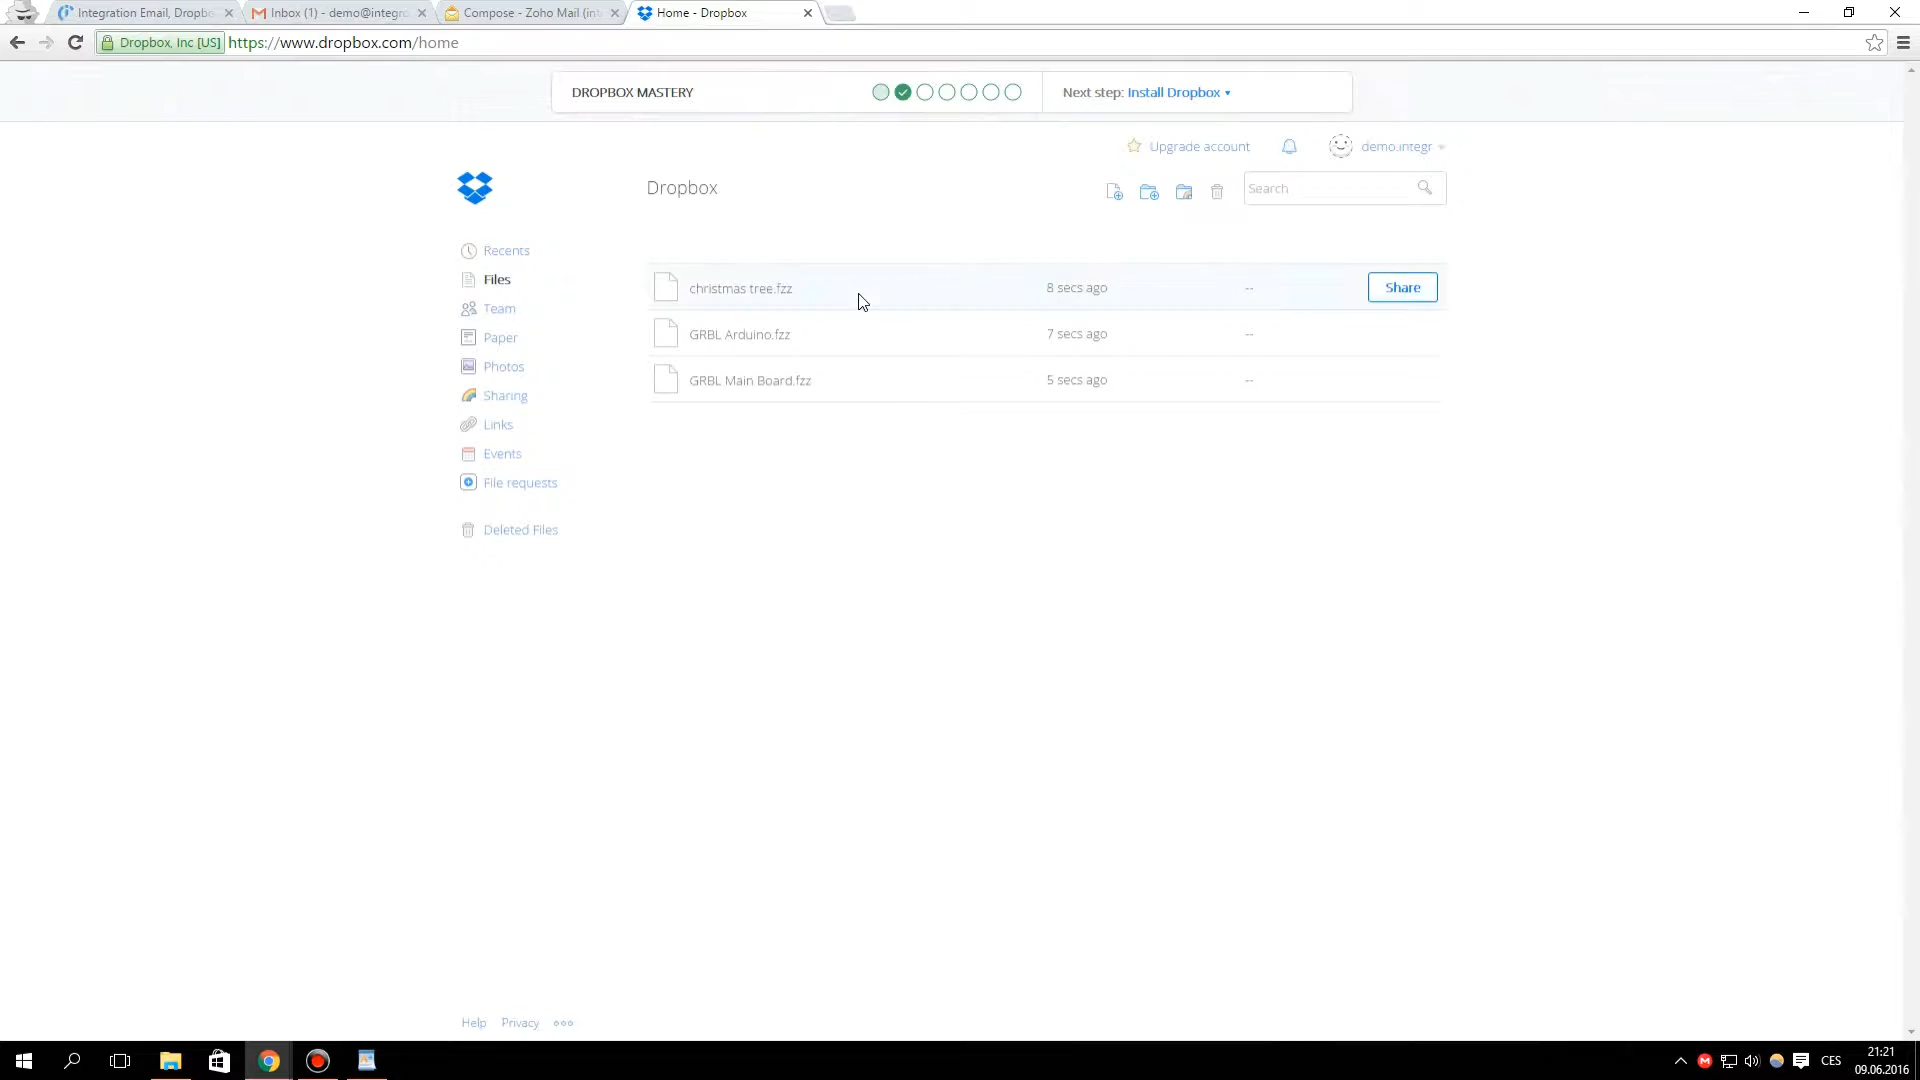 Integration Email, Dropbo
Inbox (1) - demo@integr
Compose - Zoho Mail (int
Home - Dropbox
Dropbox, Inc [US]
https://www.dropbox.com/home
DROPBOX MASTERY
Next step: Install Dropbox
Upgrade account
demo.integr
Dropbox
Search
Recents
Files
Team
Paper
Photos
Sharing
Links
Events
File requests
Deleted Files
christmas tree.fzz
8 secs ago
--
Share
GRBL Arduino.fzz
7 secs ago
--
GRBL Main Board.fzz
5 secs ago
--
Help
Privacy
CES
21:21
09.06.2016